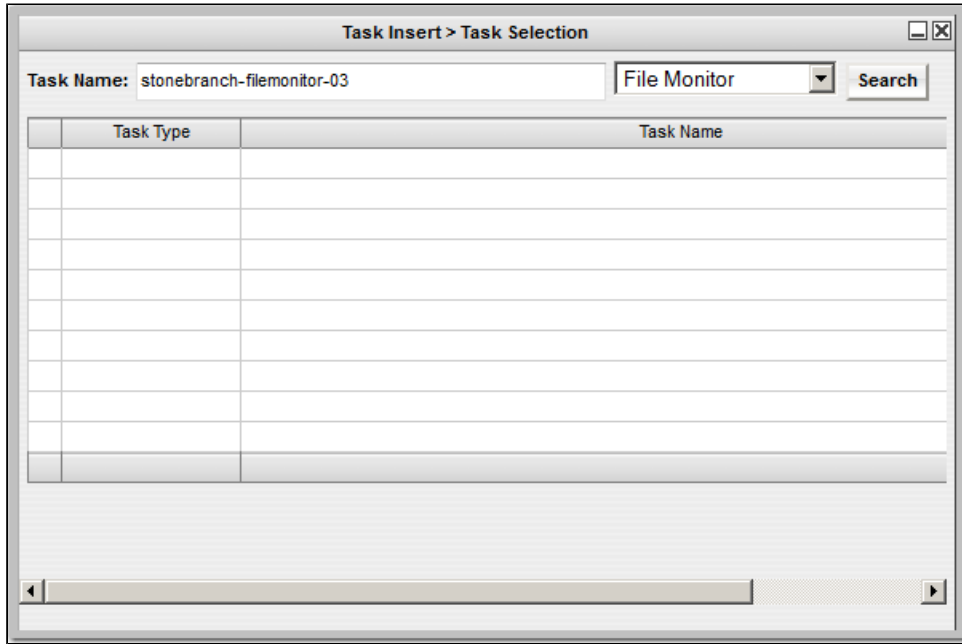 Task Insert > Task Selection
Task Name: stonebranch-filemonitor-03 File Monitor Search
Task Type Task Name